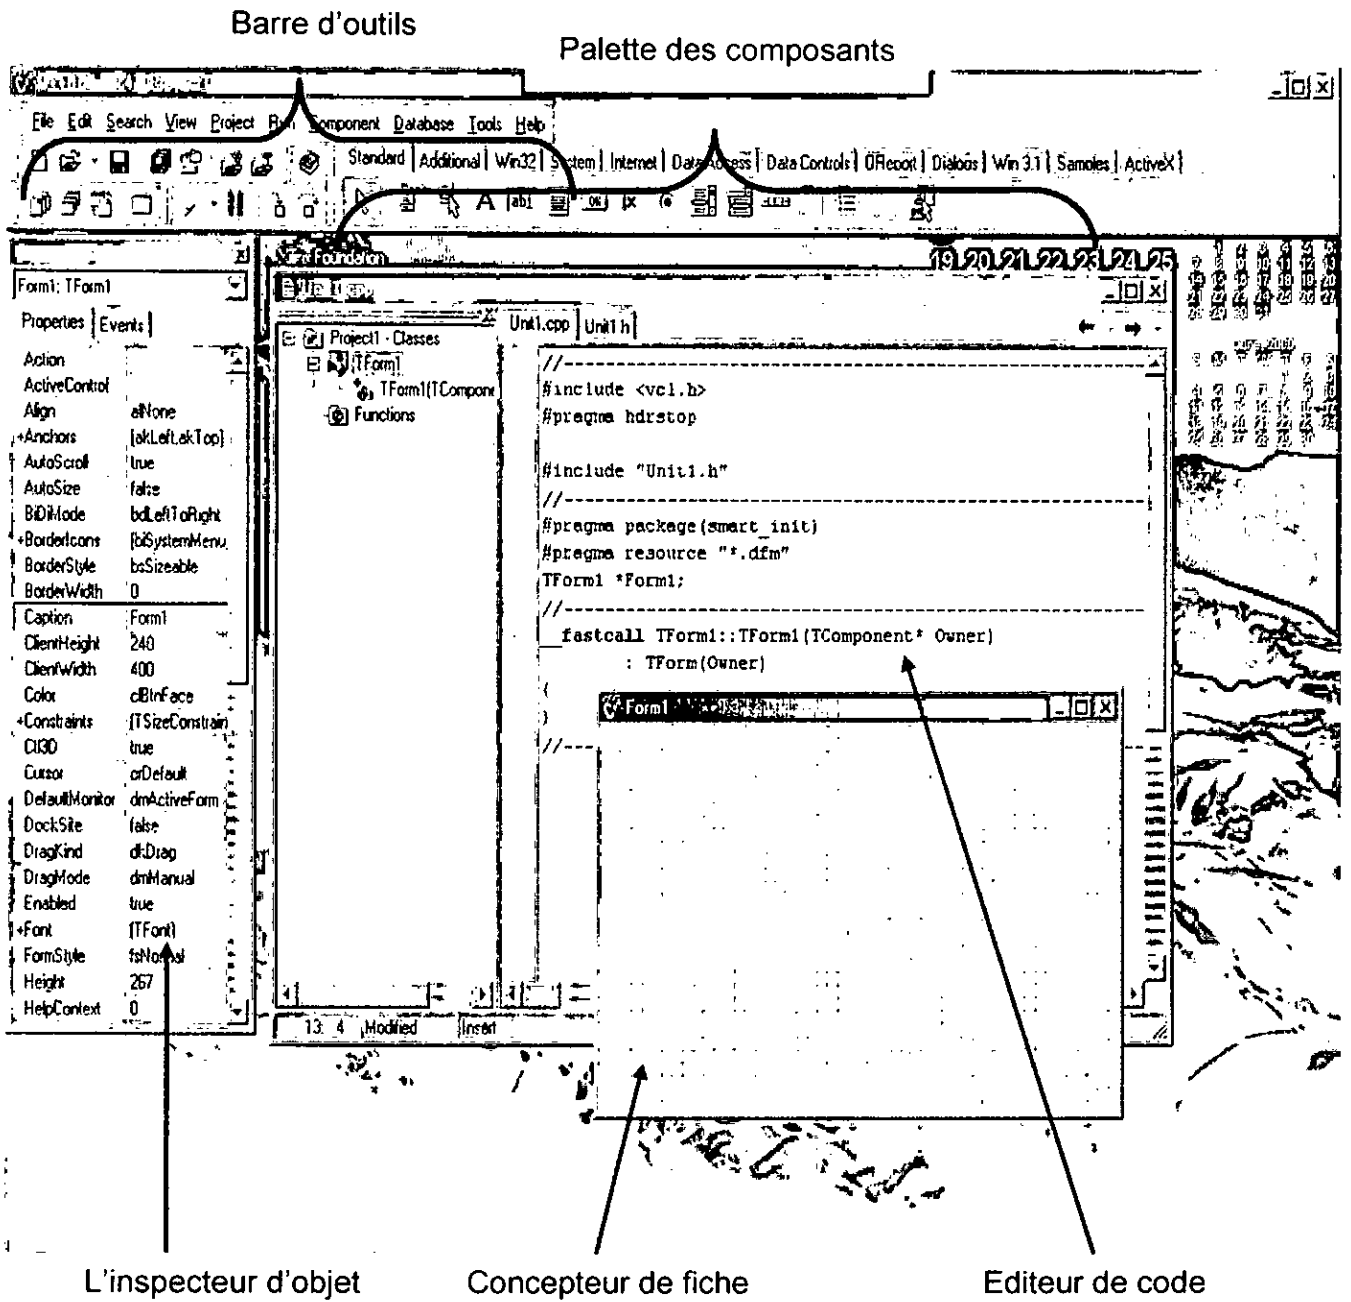 Barre d'outils
Palette des composants
File Edit Search View Project Run Component Database Tools Help
Standard Additional Win32 System Internet Data Access Data Controls QReport Dialogs Win 3.1 Samples ActiveX
Foundation
19 20 21 22 23 24 25
Form1: TForm1
Properties Events
Action
ActiveControl
Align alNone
+Anchors [akLeft,akTop]
AutoScroll true
AutoSize false
BiDiMode bdLeftToRight
+BorderIcons [biSystemMenu,
BorderStyle bsSizeable
BorderWidth 0
Caption Form1
ClientHeight 240
ClientWidth 400
Color clBtnFace
+Constraints (TSizeConstrain
Ctl3D true
Cursor crDefault
DefaultMonitor dmActiveForm
DockSite false
DragKind dkDrag
DragMode dmManual
Enabled true
+Font (TFont)
FormStyle fsNormal
Height 267
HelpContext 0
Project1 - Classes
TForm1
TForm1(TCompone
Functions
Unit1.cpp Unit1.h
//------------------------------------------------
#include <vcl.h>
#pragma hdrstop
#include "Unit1.h"
//------------------------------------------------
#pragma package(smart_init)
#pragma resource "*.dfm"
TForm1 *Form1;
//------------------------------------------------
__fastcall TForm1::TForm1(TComponent* Owner)
: TForm(Owner)
{
}
//---
Form1
13: 4 Modified Insert
L'inspecteur d'objet
Concepteur de fiche
Editeur de code